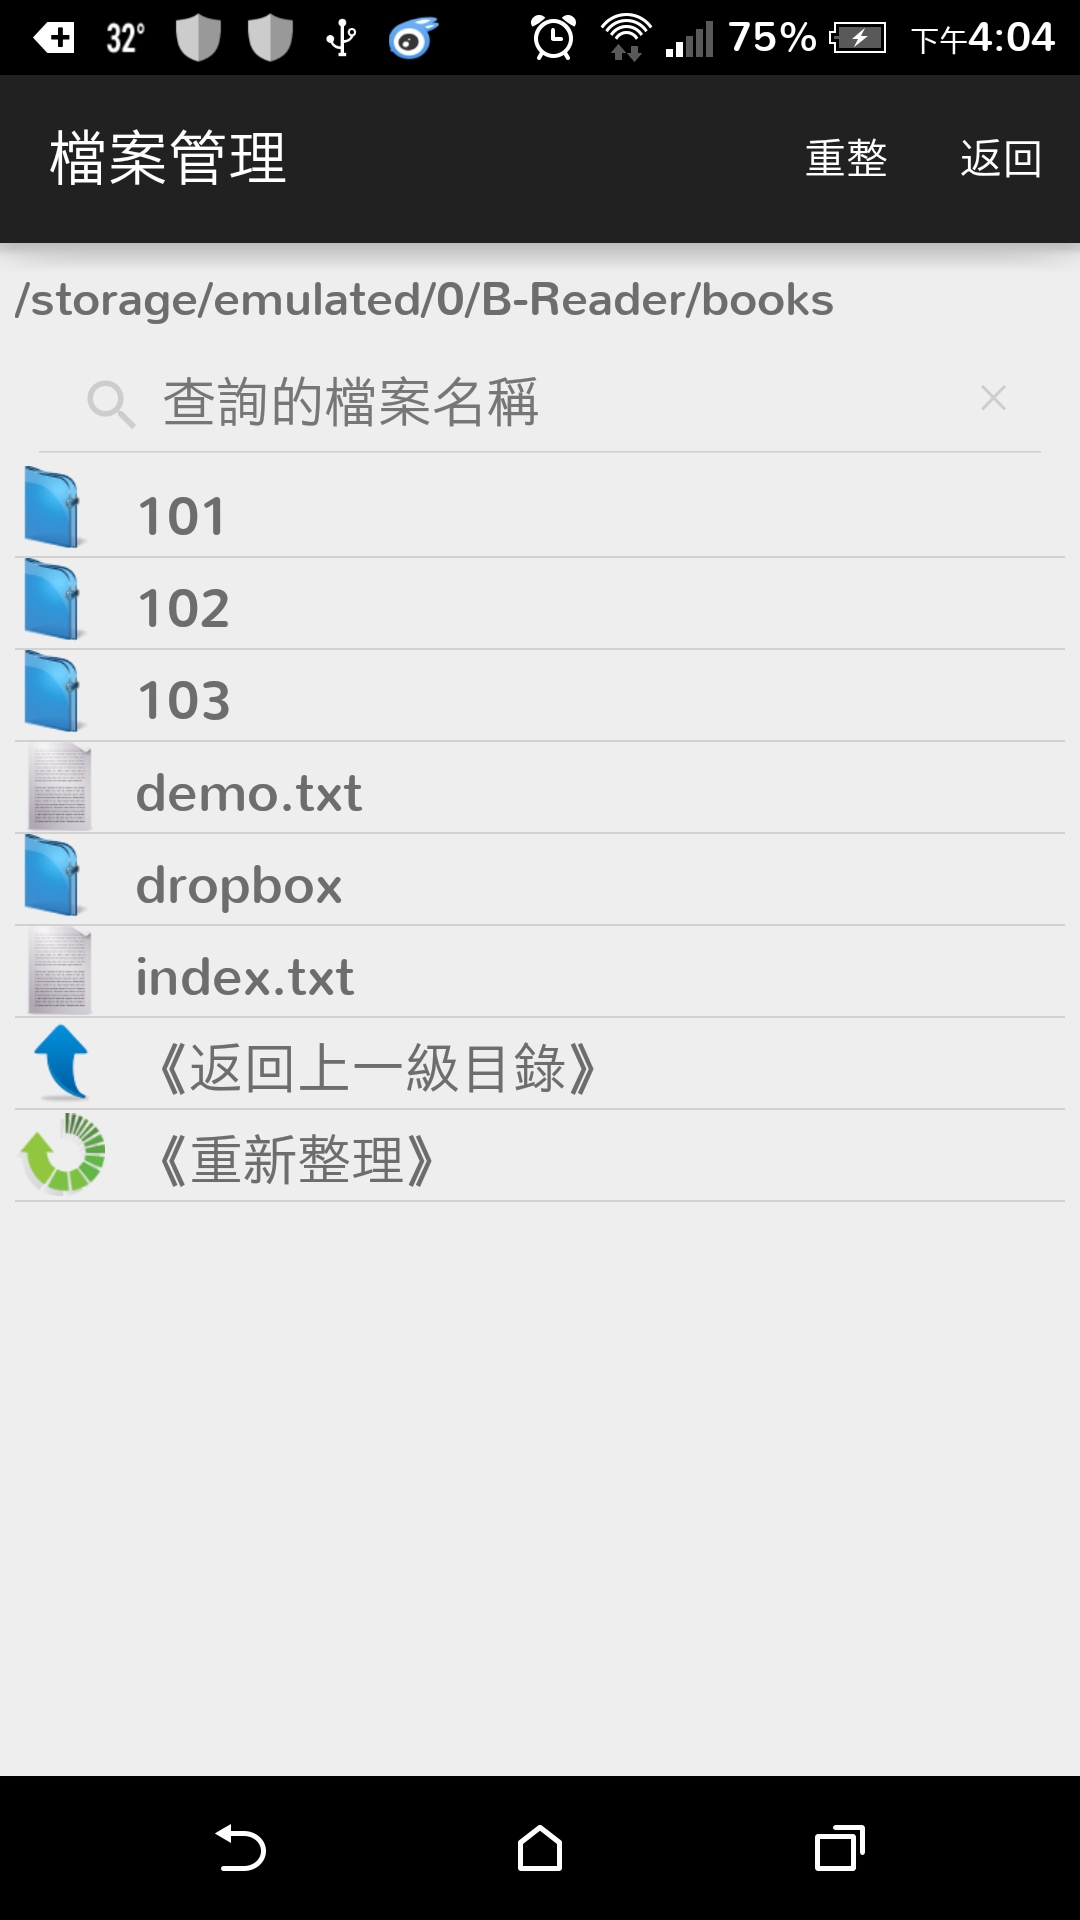 32° 75% 下午4:04
檔案管理 重整 返回
/storage/emulated/0/B-Reader/books
查詢的檔案名稱
101
102
103
demo.txt
dropbox
index.txt
《返回上一級目錄》
《重新整理》